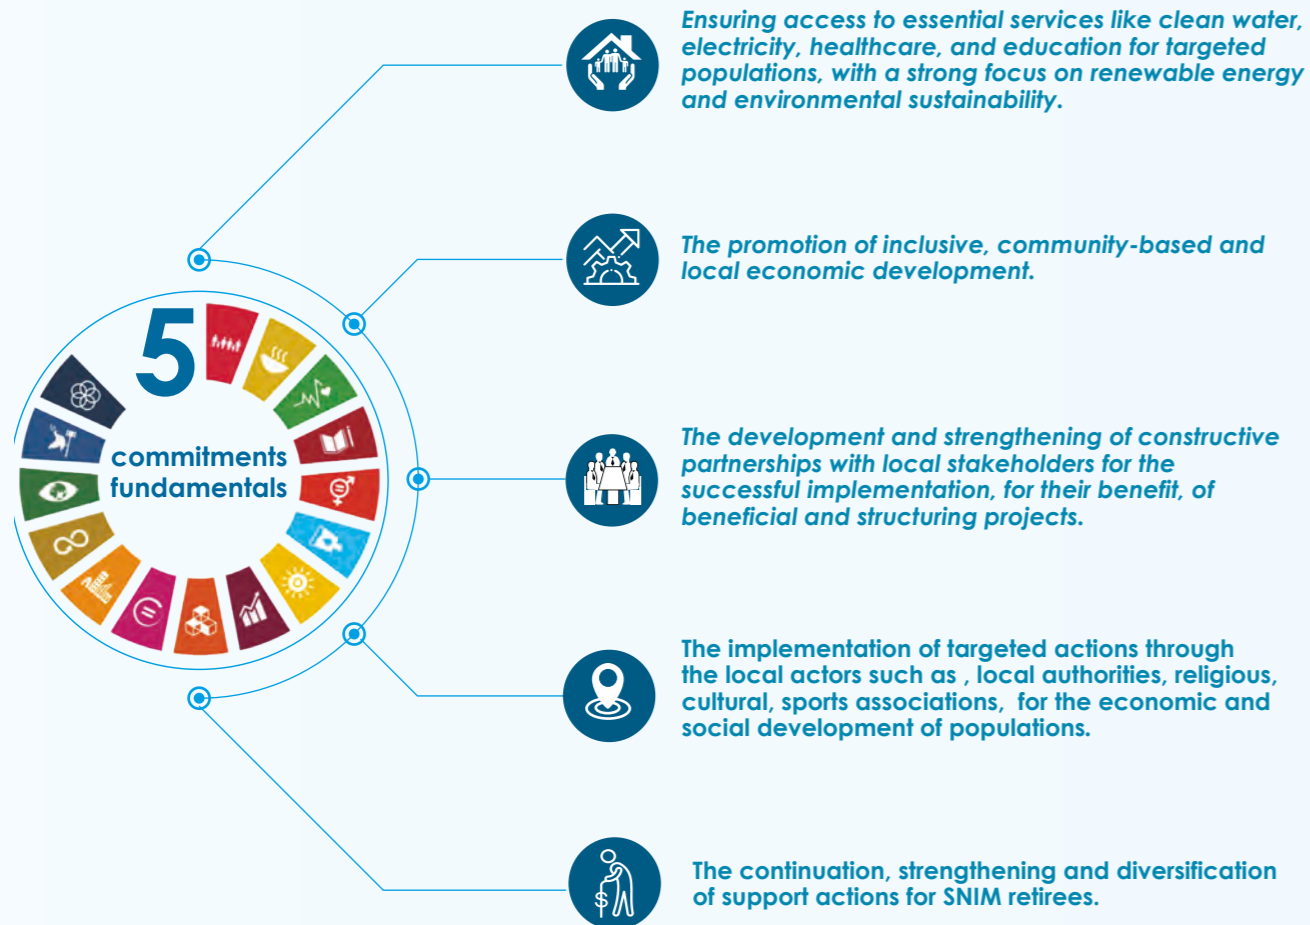 Ensuring access to essential services like clean water,
electricity, healthcare, and education for targeted
populations, with a strong focus on renewable energy
and environmental sustainability.
The promotion of inclusive, community-based and
local economic development.
5
commitments
fundamentals
The development and strengthening of constructive
partnerships with local stakeholders for the
successful implementation, for their benefit, of
beneficial and structuring projects.
The implementation of targeted actions through
the local actors such as , local authorities, religious,
cultural, sports associations,  for the economic and
social development of populations.
The continuation, strengthening and diversification
of support actions for SNIM retirees.